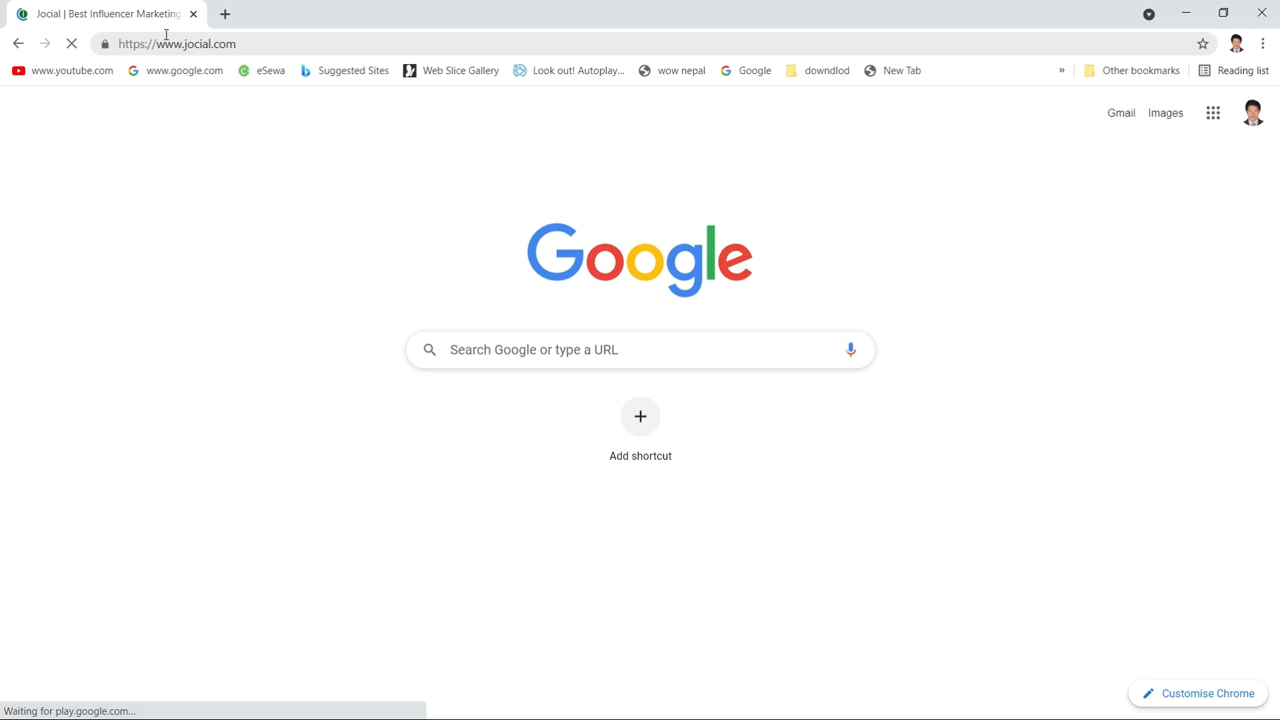 Jocial | Best Influencer Marketing
https://www.jocial.com
www.youtube.com www.google.com eSewa Suggested Sites Web Slice Gallery Look out! Autoplay... wow nepal Google downdlod New Tab » Other bookmarks Reading list
Gmail Images
Google
Search Google or type a URL
Add shortcut
Customise Chrome
Waiting for play.google.com...